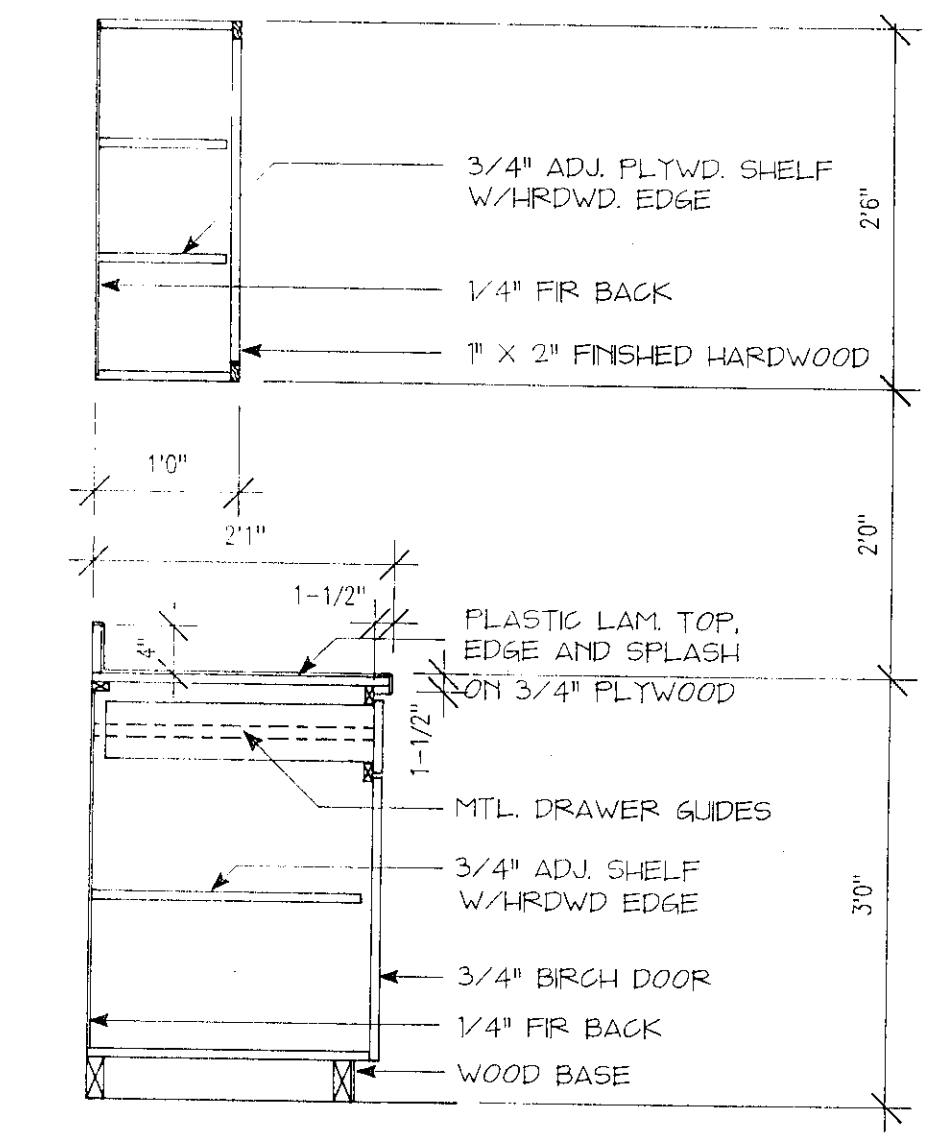 3/4" ADJ. PLYWD. SHELF
W/HRDWD. EDGE
2'6"
1/4" FIR BACK
1" X 2" FINISHED HARDWOOD
1'0"
2'1"
2'0"
1-1/2"
PLASTIC LAM. TOP,
EDGE AND SPLASH
ON 3/4" PLYWOOD
4"
1-1/2"
MTL. DRAWER GUIDES
3/4" ADJ. SHELF
W/HRDWD EDGE
3'0"
3/4" BIRCH DOOR
1/4" FIR BACK
WOOD BASE